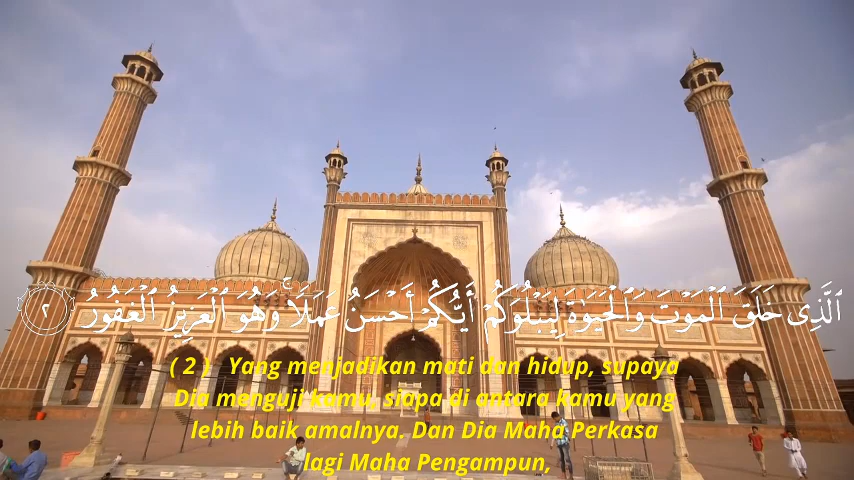 ٱلَّذِى خَلَقَ ٱلْمَوْتَ وَٱلْحَيَوٰةَ لِيَبْلُوَكُمْ أَيُّكُمْ أَحْسَنُ عَمَلًا ۚ وَهُوَ ٱلْعَزِيزُ ٱلْغَفُورُ ٢
( 2 ) Yang menjadikan mati dan hidup, supaya
Dia menguji kamu, siapa di antara kamu yang
lebih baik amalnya. Dan Dia Maha Perkasa
lagi Maha Pengampun,